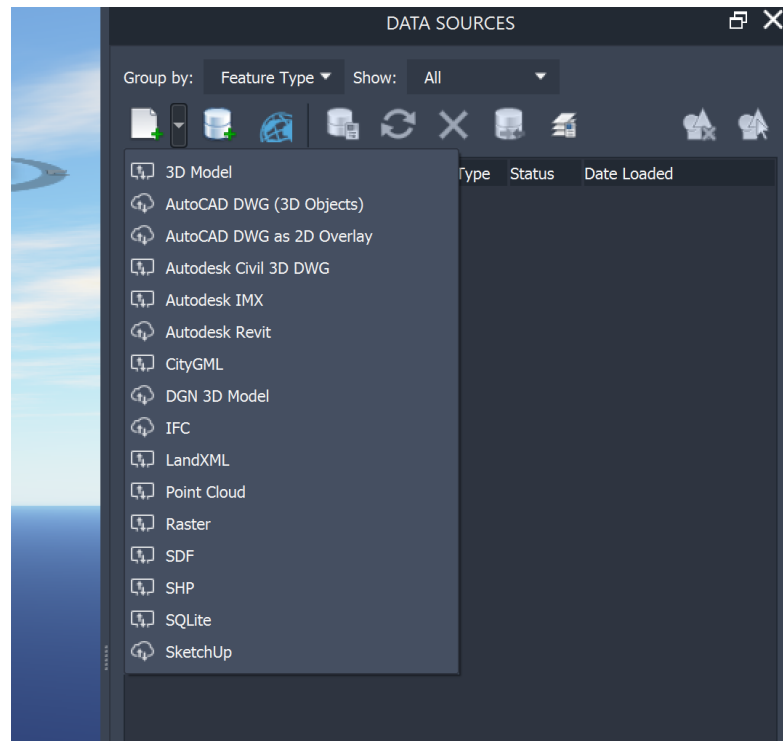 DATA SOURCES
Group by: Feature Type Show: All
Type Status Date Loaded
3D Model
AutoCAD DWG (3D Objects)
AutoCAD DWG as 2D Overlay
Autodesk Civil 3D DWG
Autodesk IMX
Autodesk Revit
CityGML
DGN 3D Model
IFC
LandXML
Point Cloud
Raster
SDF
SHP
SQLite
SketchUp